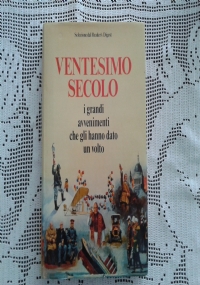 Selezione dal Reader's Digest
VENTESIMO
SECOLO
i grandi
avvenimenti
che gli hanno dato
un volto